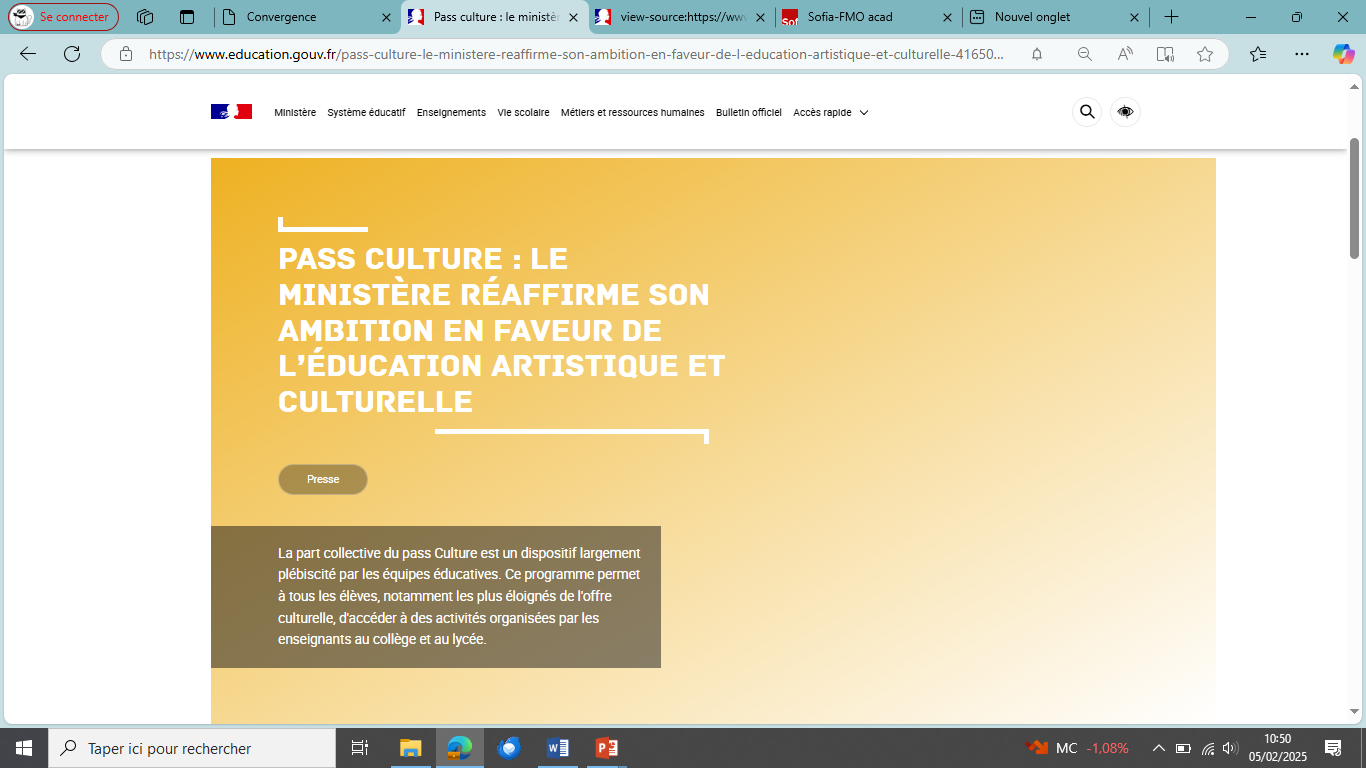 Se connecter
Convergence
Pass culture : le ministè
view-source:https://www
Sofia-FMO acad
Nouvel onglet
https://www.education.gouv.fr/pass-culture-le-ministere-reaffirme-son-ambition-en-faveur-de-l-education-artistique-et-culturelle-41650...
Ministère Système éducatif Enseignements Vie scolaire Métiers et ressources humaines Bulletin officiel Accès rapide
PASS CULTURE : LE
MINISTÈRE RÉAFFIRME SON
AMBITION EN FAVEUR DE
L’ÉDUCATION ARTISTIQUE ET
CULTURELLE
Presse
La part collective du pass Culture est un dispositif largement
plébiscité par les équipes éducatives. Ce programme permet
à tous les élèves, notamment les plus éloignés de l'offre
culturelle, d'accéder à des activités organisées par les
enseignants au collège et au lycée.
Taper ici pour rechercher
MC -1,08%
10:50
05/02/2025